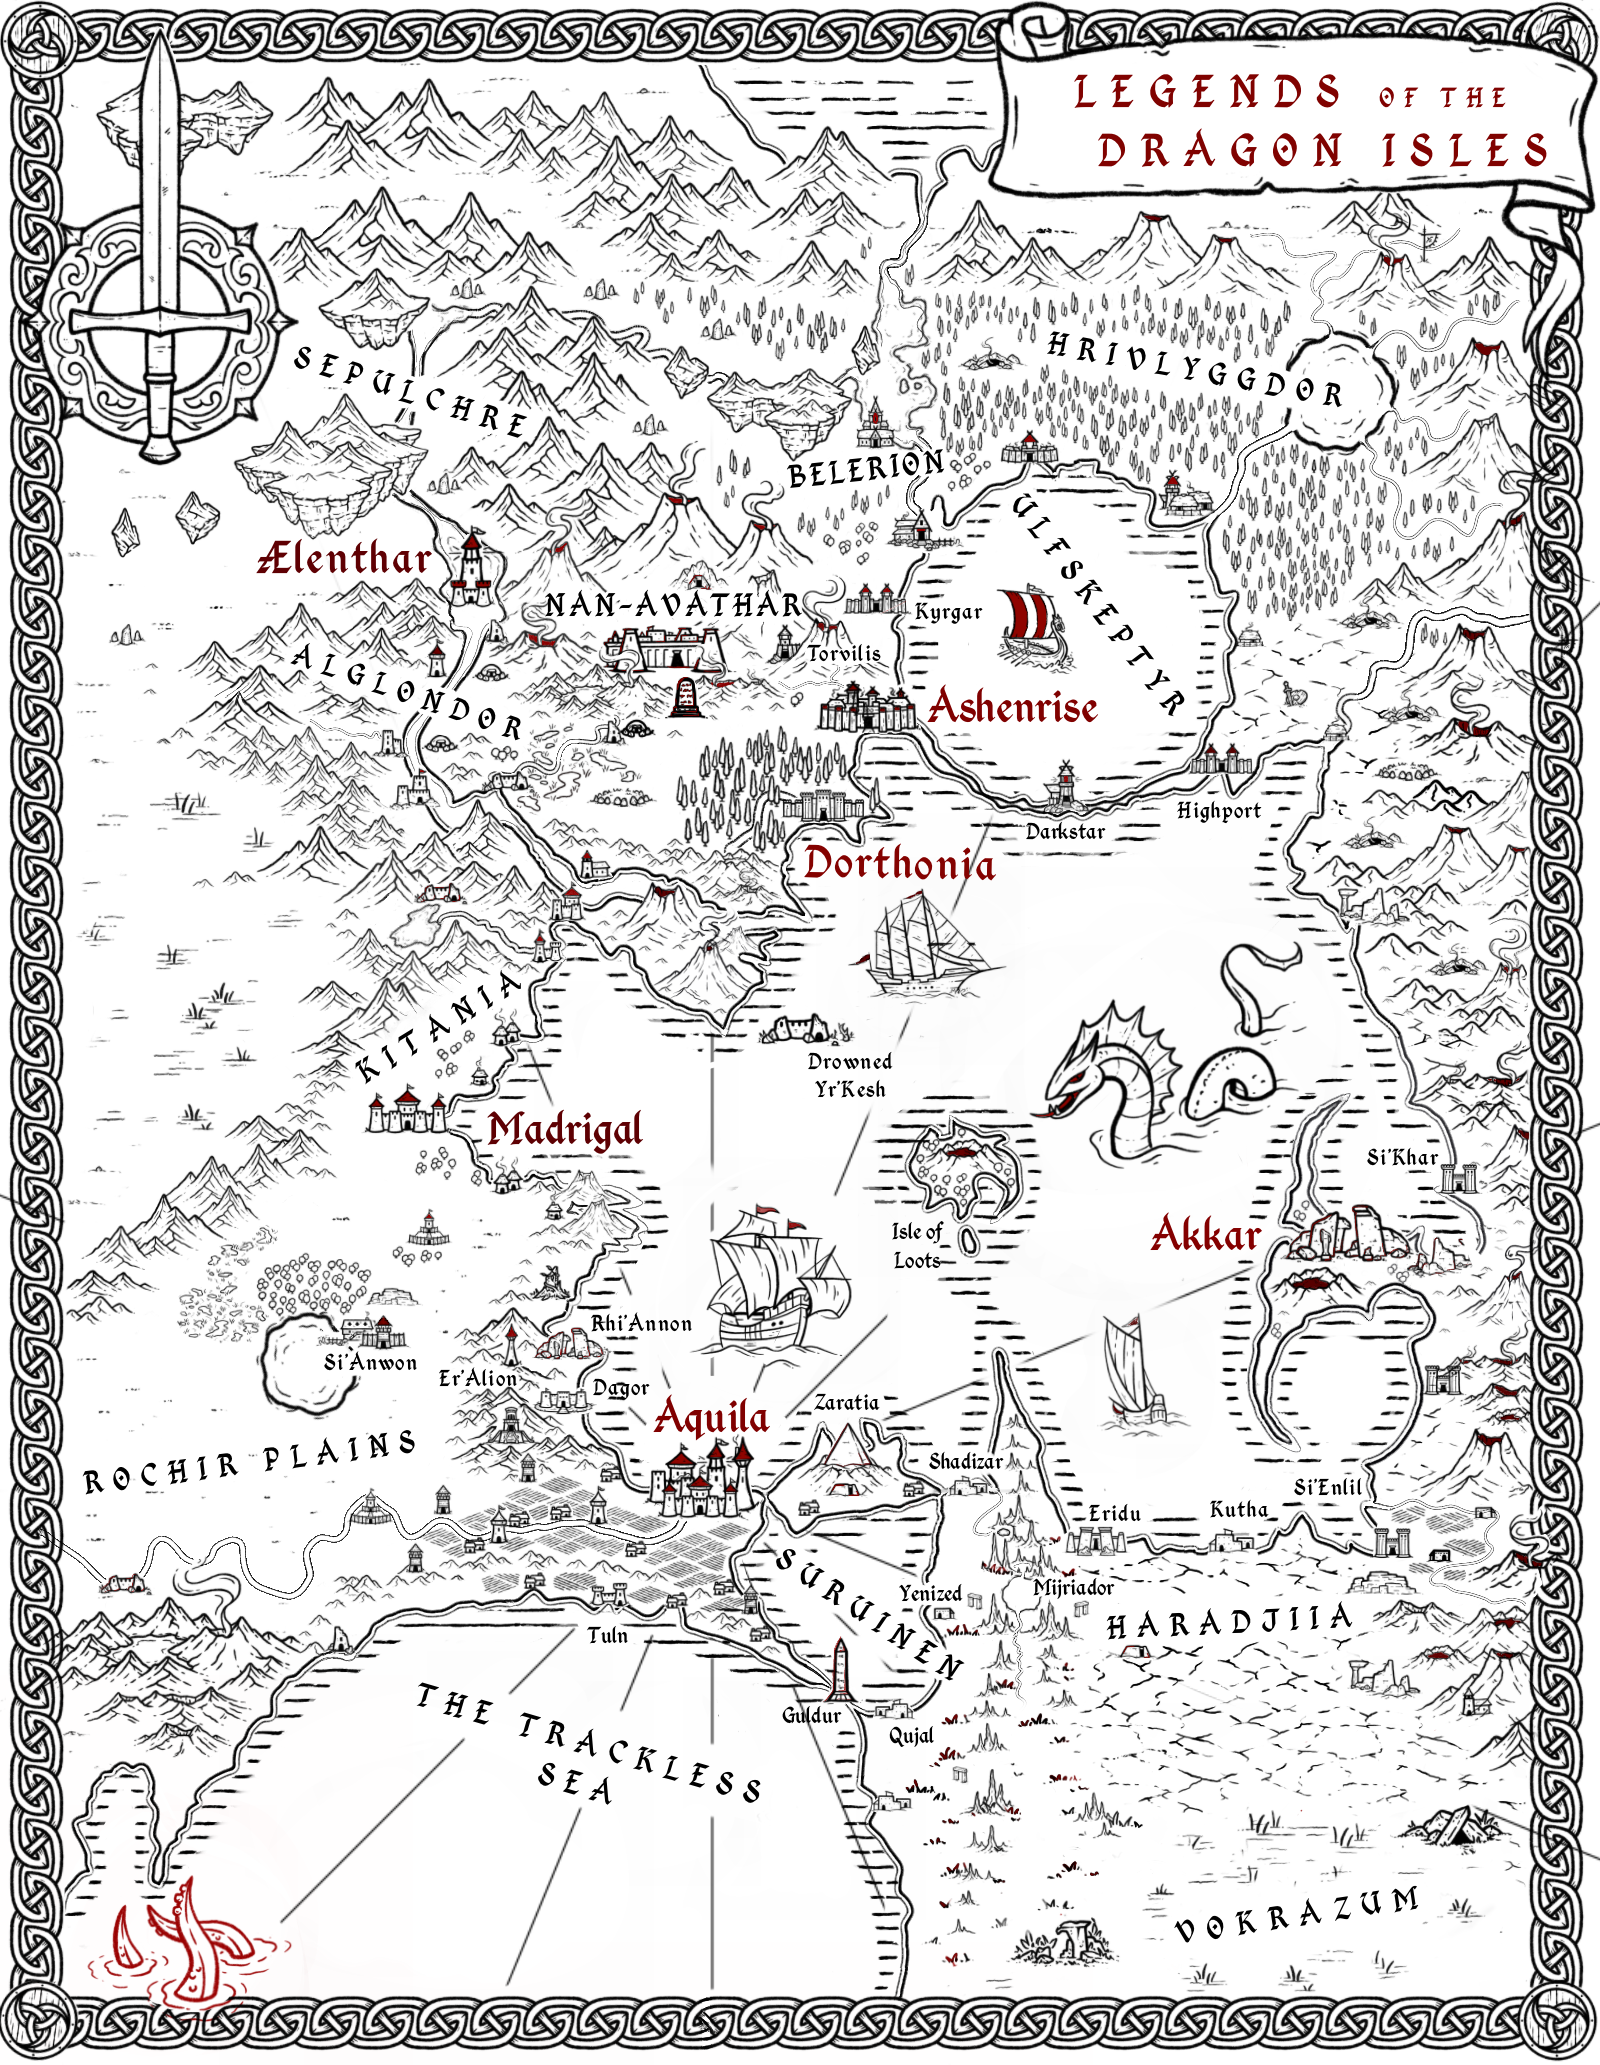 LEGENDS OF THE
DRAGON ISLES
HRIVLYGGDOR
SEPULCHRE
BELERION
ULFSKEPTYR
Ælenthar
NAN-AVATHAR
Kyrgar
Torvilis
ALGLONDOR
Ashenrise
Highport
Darkstar
Dorthonia
KITANIA
Drowned
Yr'Kesh
Madrigal
Si'Khar
Isle of
Loots
Akkar
Rhi'Annon
Si'Anwon
Er'Alion
Dagor
Zaratia
Aquila
ROCHIR PLAINS
Shadizar
Si'Enlil
Eridu
Kutha
SURUINEN
Yenized
Mijriador
HARADJIIA
Tuln
THE TRACKLESS
SEA
Guldur
Qujal
VOKRAZUM